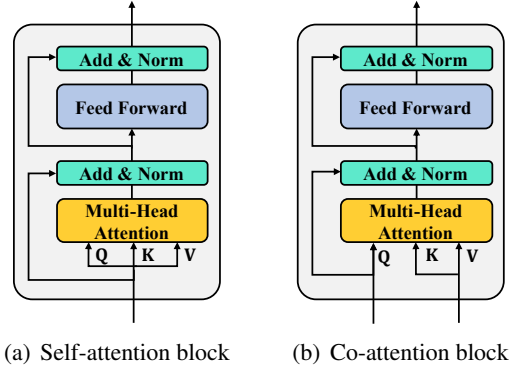 Add & Norm
Feed Forward
Add & Norm
Multi-Head
Attention
Q K V
(a) Self-attention block
Add & Norm
Feed Forward
Add & Norm
Multi-Head
Attention
Q K V
(b) Co-attention block